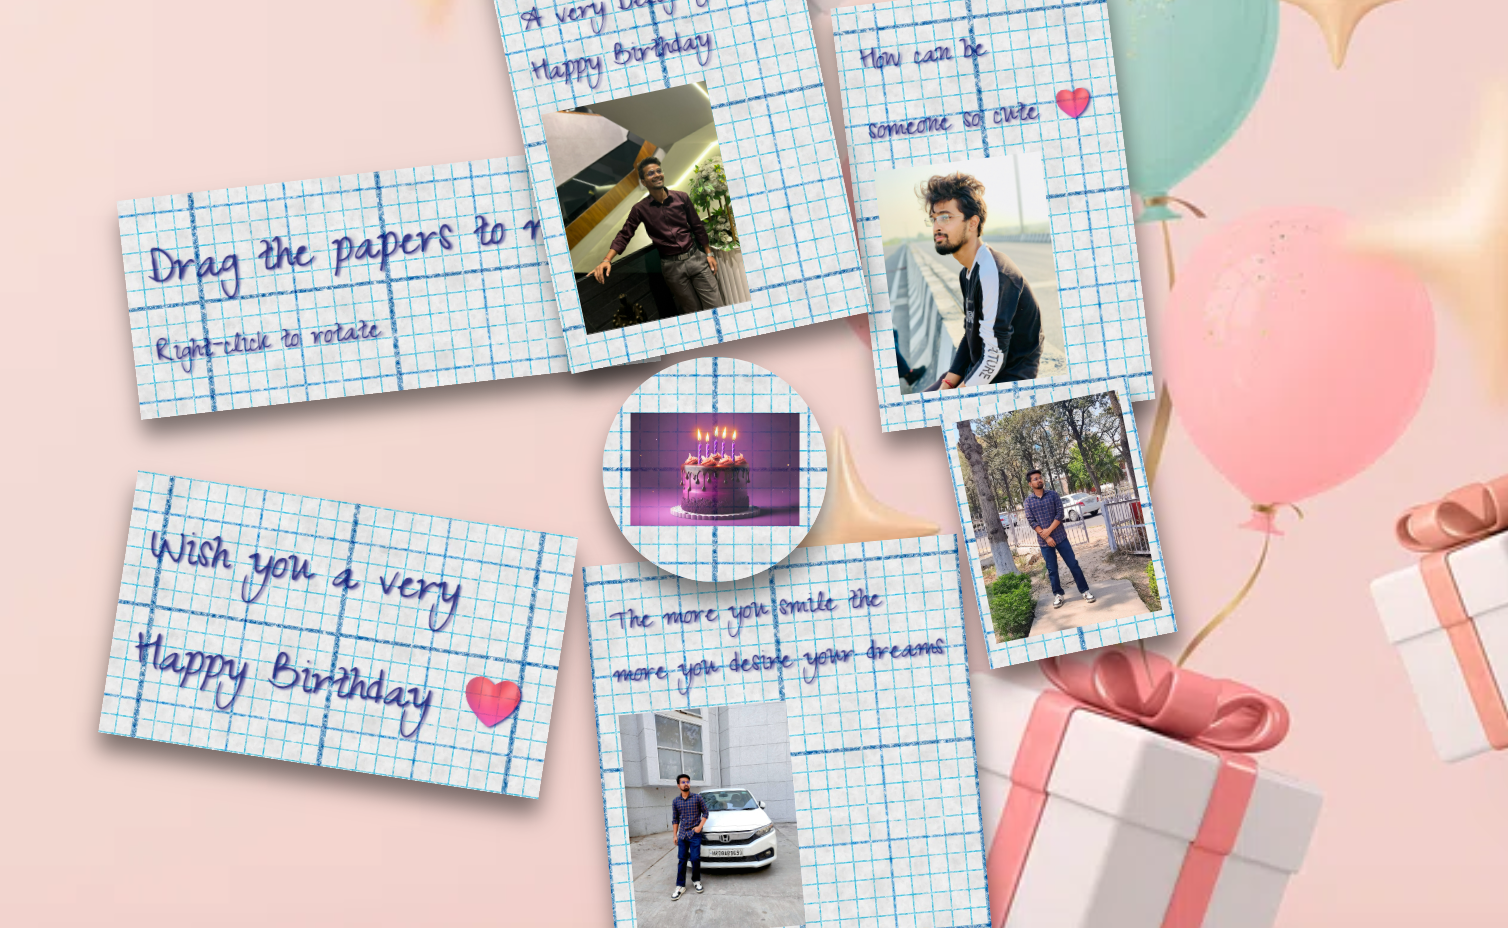 A very
Happy Birthday
How can be
someone so cute
Drag the papers to
Right-click to rotate
Wish you a very
Happy Birthday
The more you smile the
more you desire your dreams